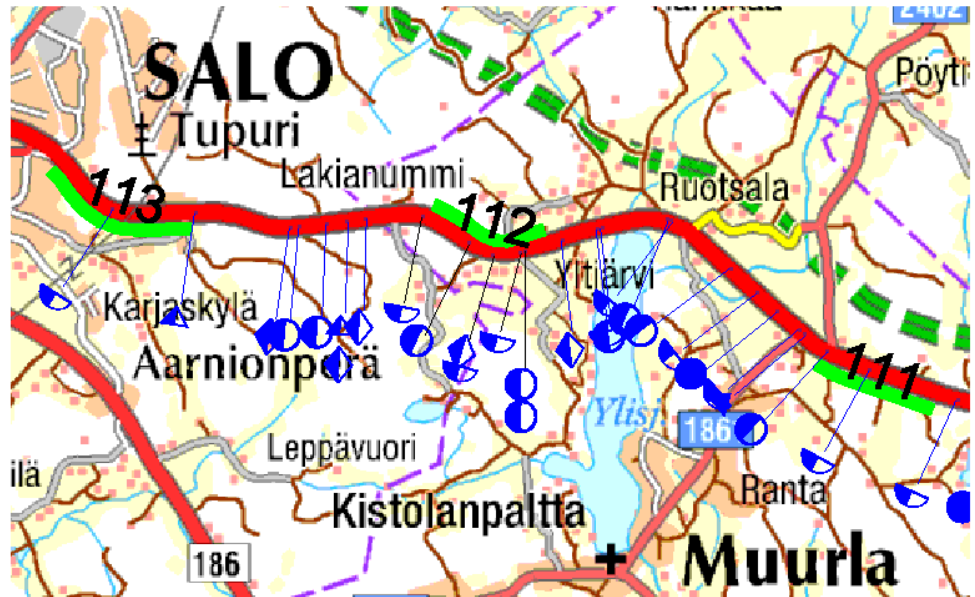 2402
SALO
Pöyti
Tupuri
Lakianummi
113
112
Ruotsala
Karjaskylä
Yltjärvi
Aarnionperä
111
Ylisj.
186
Leppävuori
ilä
Ranta
Kistolanpaltta
186
Muurla